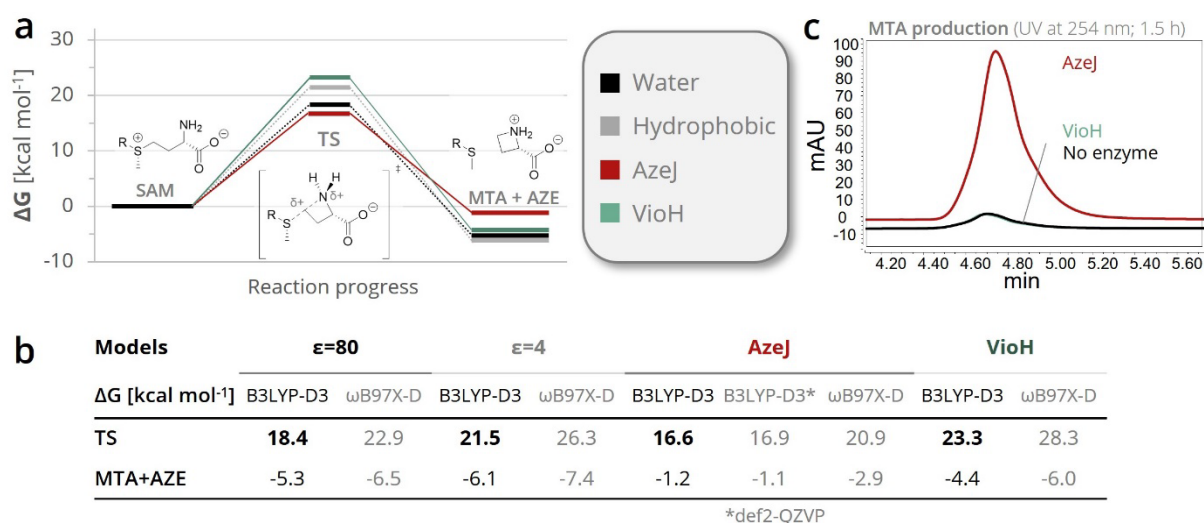 a
30
20
10
0
-10
ΔG [kcal mol-1]
R
S
+
NH2
O
⊖
O
SAM
TS
H
H
N
δ+
δ+
R
S
O
⊖
O
‡
R
S
⊕
NH2
O
⊖
O
MTA + AZE
Reaction progress
Water
Hydrophobic
AzeJ
VioH
c
MTA production (UV at 254 nm; 1.5 h)
100
90
80
70
60
50
40
30
20
10
0
-10
mAU
AzeJ
VioH
No enzyme
4.20 4.40 4.60 4.80 5.00 5.20 5.40 5.60
min
b
Models ε=80 ε=4 AzeJ VioH
ΔG [kcal mol-1] B3LYP-D3 ωB97X-D B3LYP-D3 ωB97X-D B3LYP-D3 B3LYP-D3* ωB97X-D B3LYP-D3 ωB97X-D
TS 18.4 22.9 21.5 26.3 16.6 16.9 20.9 23.3 28.3
MTA+AZE -5.3 -6.5 -6.1 -7.4 -1.2 -1.1 -2.9 -4.4 -6.0
*def2-QZVP